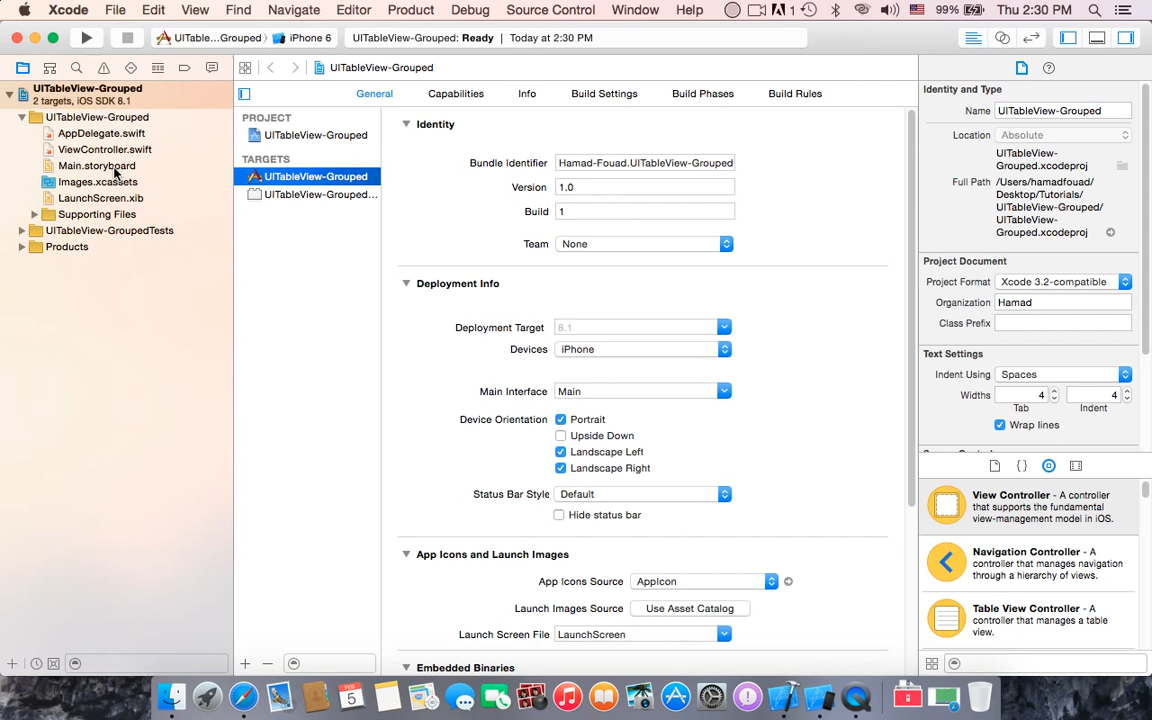 Xcode File Edit View Find Navigate Editor Product Debug Source Control Window Help 1 99% Thu 2:30 PM
UITable...Grouped iPhone 6 UITableView-Grouped: Ready Today at 2:30 PM
UITableView-Grouped
2 targets, iOS SDK 8.1
UITableView-Grouped
AppDelegate.swift
ViewController.swift
Main.storyboard
Images.xcassets
LaunchScreen.xib
Supporting Files
UITableView-GroupedTests
Products
UITableView-Grouped
General Capabilities Info Build Settings Build Phases Build Rules
PROJECT
UITableView-Grouped
TARGETS
UITableView-Grouped
UITableView-Grouped...
Identity
Bundle Identifier Hamad-Fouad.UITableView-Grouped
Version 1.0
Build 1
Team None
Deployment Info
Deployment Target 8.1
Devices iPhone
Main Interface Main
Device Orientation Portrait
Upside Down
Landscape Left
Landscape Right
Status Bar Style Default
Hide status bar
App Icons and Launch Images
App Icons Source AppIcon
Launch Images Source Use Asset Catalog
Launch Screen File LaunchScreen
Embedded Binaries
Identity and Type
Name UITableView-Grouped
Location Absolute
UITableView-
Grouped.xcodeproj
Full Path /Users/hamadfouad/
Desktop/Tutorials/
UITableView-Grouped/
UITableView-
Grouped.xcodeproj
Project Document
Project Format Xcode 3.2-compatible
Organization Hamad
Class Prefix
Text Settings
Indent Using Spaces
Widths 4 4
Tab Indent
Wrap lines
{ }
View Controller - A controller
that supports the fundamental
view-management model in iOS.
Navigation Controller - A
controller that manages navigation
through a hierarchy of views.
Table View Controller - A
controller that manages a table
view.
5